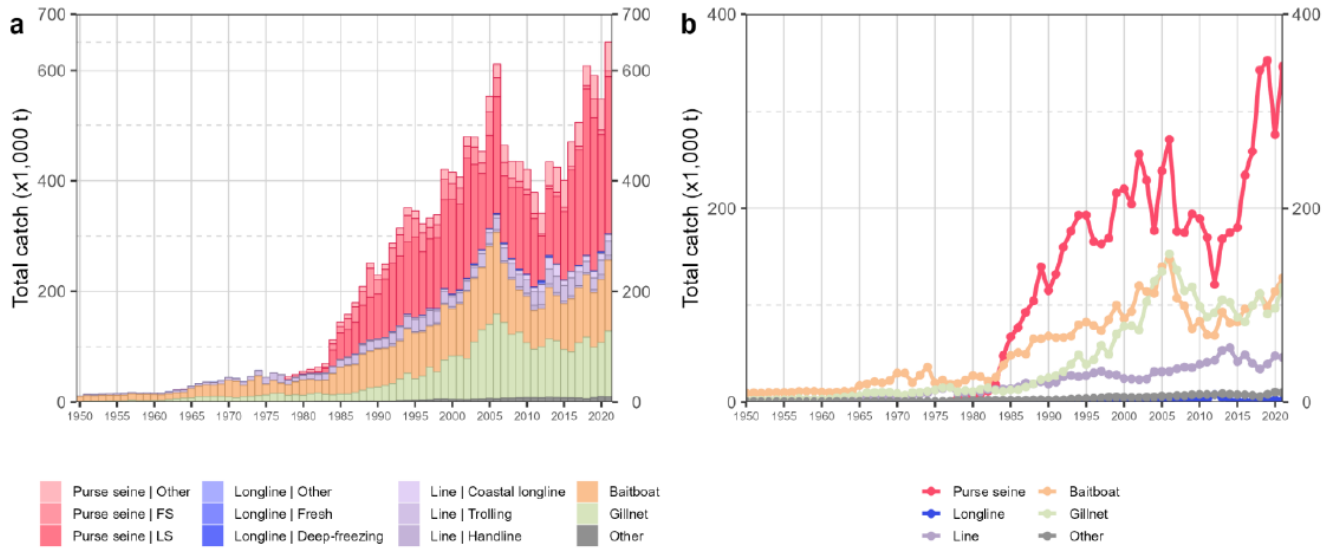 a
700
600
400
200
0
Total catch (x1,000 t)
700
600
400
200
0
1950 1955 1960 1965 1970 1975 1980 1985 1990 1995 2000 2005 2010 2015 2020
b
400
200
0
Total catch (x1,000 t)
400
200
0
1950 1955 1960 1965 1970 1975 1980 1985 1990 1995 2000 2005 2010 2015 2020
Purse seine | Other Longline | Other Line | Coastal longline Baitboat
Purse seine | FS Longline | Fresh Line | Trolling Gillnet
Purse seine | LS Longline | Deep-freezing Line | Handline Other
Purse seine Baitboat
Longline Gillnet
Line Other